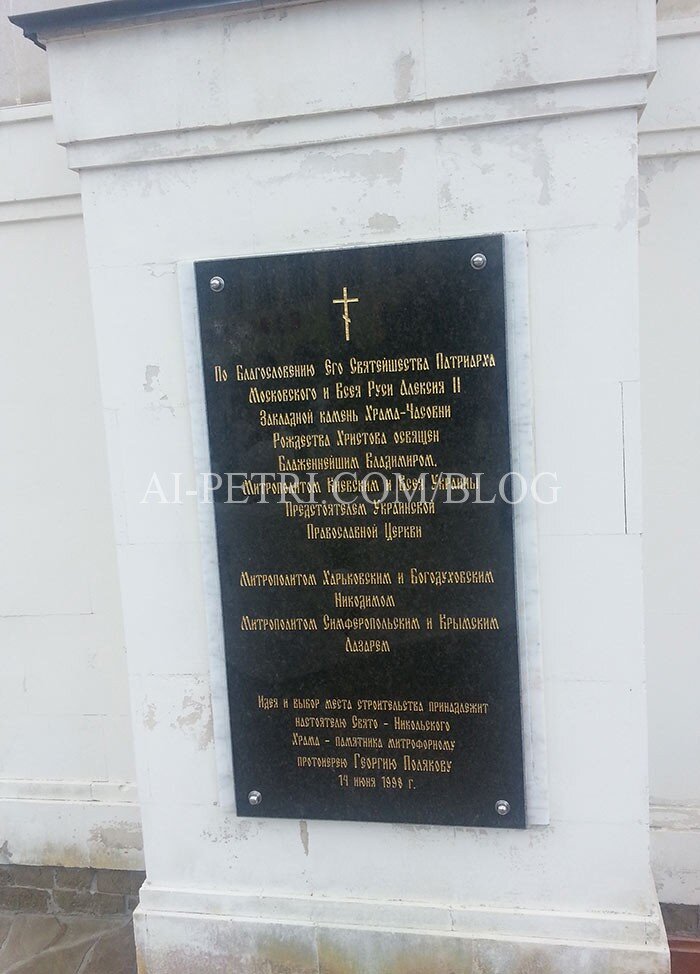 По Благословению Его Святейшества Патриарха
Московского и Всея Руси Алексия II
Закладной камень Храма-Часовни
Рождества Христова освящен
Блаженнейшим Владимиром,
Митрополитом Киевским и Всея Украины
AI-PETRI.COM/BLOG
Предстоятелем Украинской
Православной Церкви
Митрополитом Харьковским и Богодуховским
Никодимом
Митрополитом Симферопольским и Крымским
Лазарем
Идея и выбор места строительства принадлежит
настоятелю Свято - Никольского
Храма - памятника митрофорному
протоиерею Георгию Полякову
14 июня 1998 г.